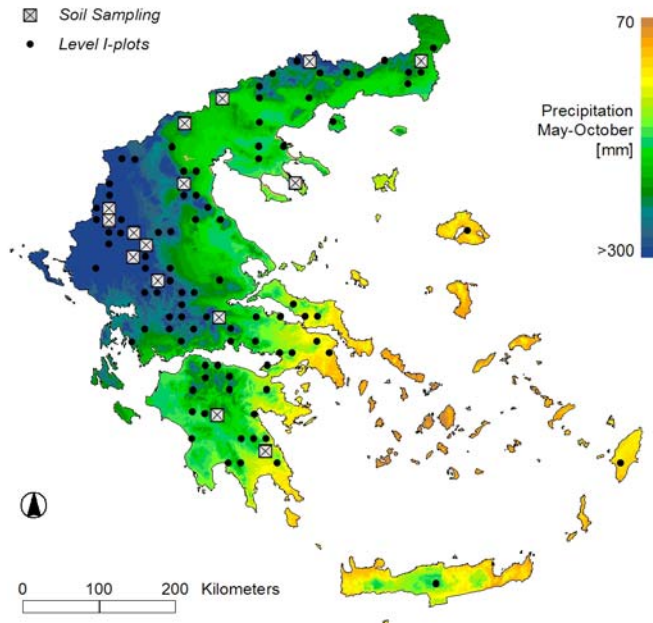 Soil Sampling
Level I-plots
70
Precipitation
May-October
[mm]
>300
0 100 200 Kilometers